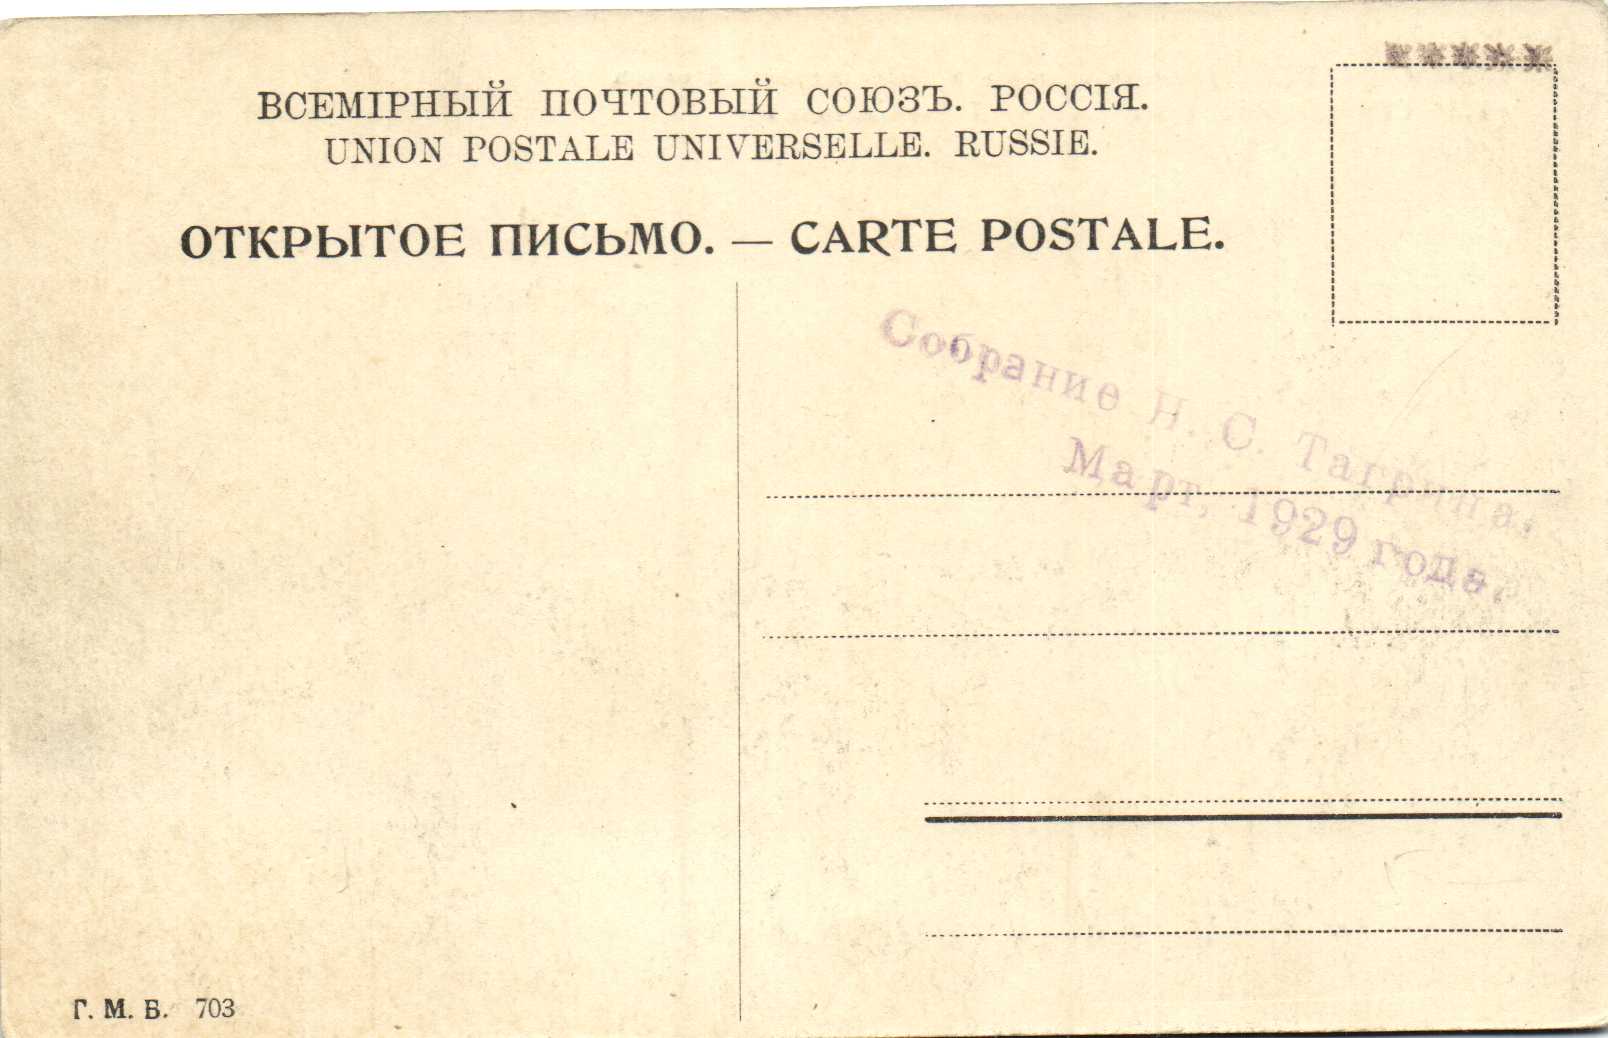 ВСЕМІРНЫЙ ПОЧТОВЫЙ СОЮЗЪ. РОССІЯ.
UNION POSTALE UNIVERSELLE. RUSSIE.
ОТКРЫТОЕ ПИСЬМО. — CARTE POSTALE.
Собрание Н. С. Тагрина.
Март, 1929 года.
Г. М. Б. 703